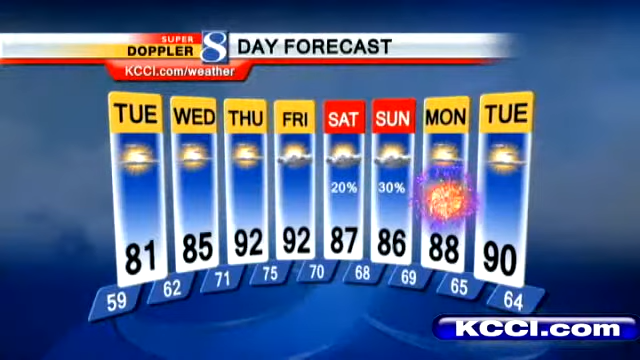 SUPER
DOPPLER 8 DAY FORECAST
KCCI.com/weather
TUE WED THU FRI SAT SUN MON TUE
20% 30%
81 85 92 92 87 86 88 90
59 62 71 75 70 68 69 65 64
KCCI.com